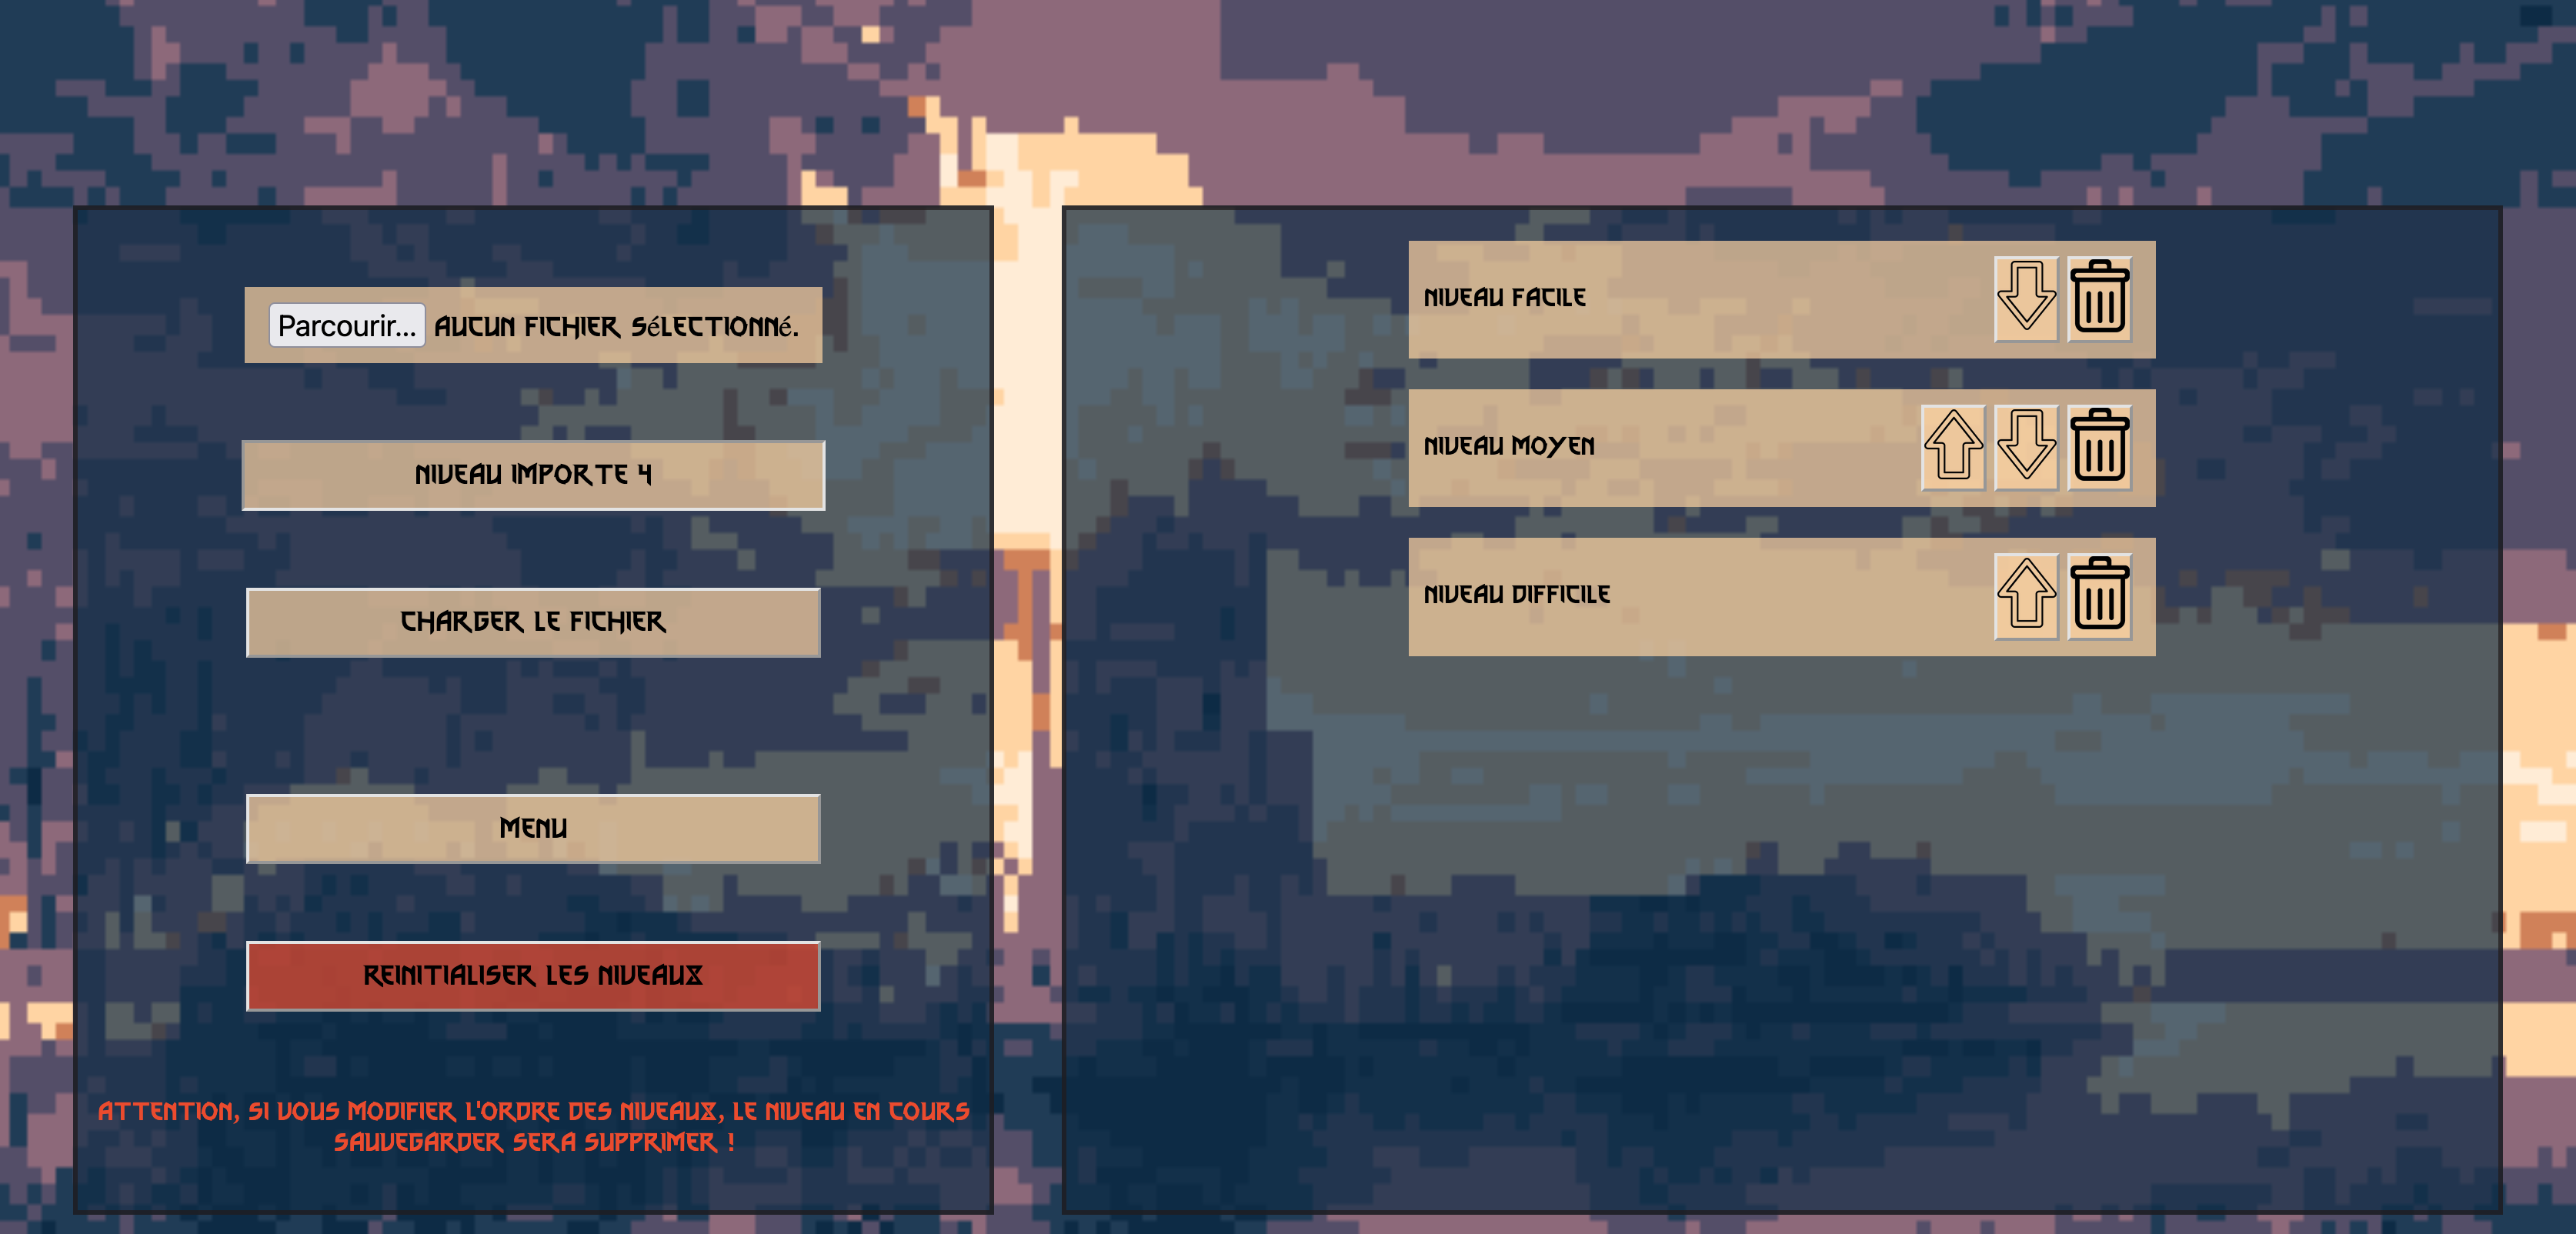 Parcourir... AUCUN FICHIER SéLECTIONNé.
NIVEAU IMPORTE 4
CHARGER LE FICHIER
MENU
REINITIALISER LES NIVEAUX
ATTENTION, SI VOUS MODIFIER L'ORDRE DES NIVEAUX, LE NIVEAU EN COURS
SAUVEGARDER SERA SUPPRIMER !
NIVEAU FACILE
NIVEAU MOYEN
NIVEAU DIFFICILE